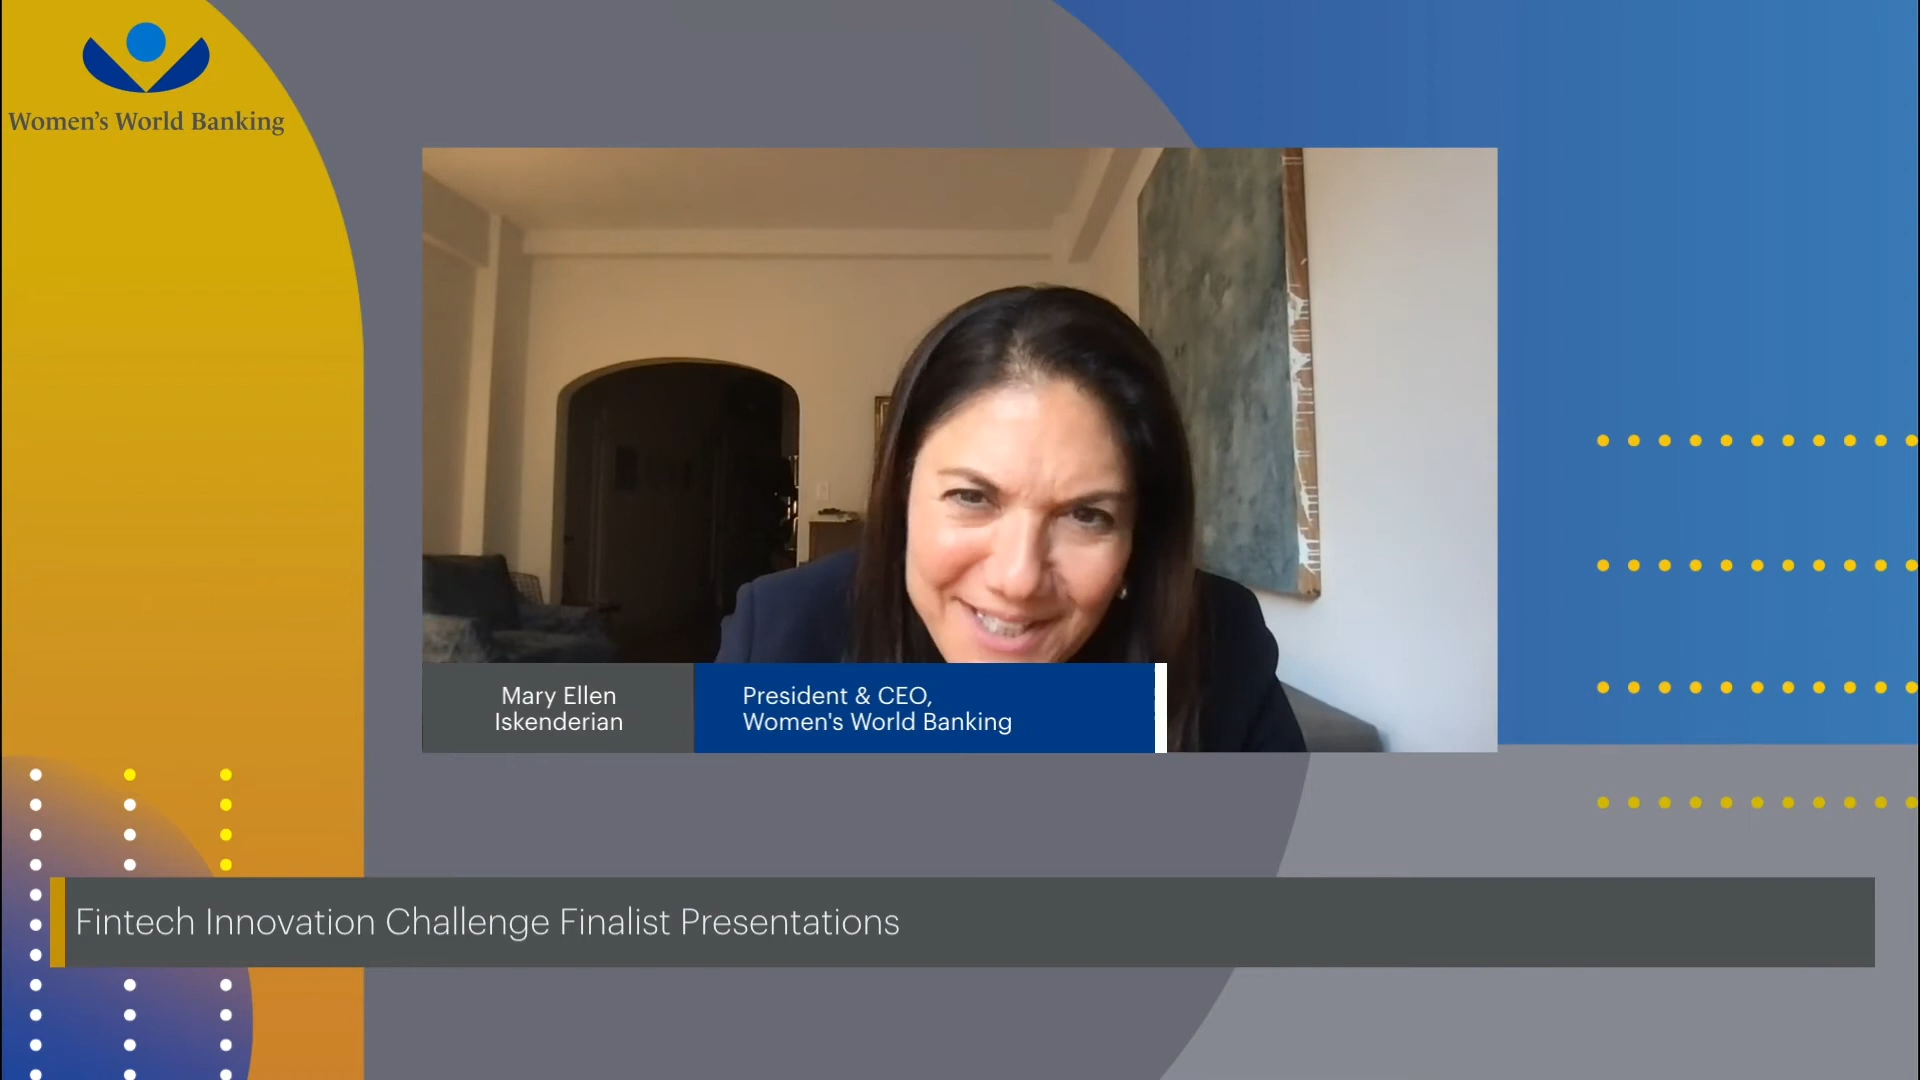 Women's World Banking
Mary Ellen
Iskenderian
President & CEO,
Women's World Banking
Fintech Innovation Challenge Finalist Presentations